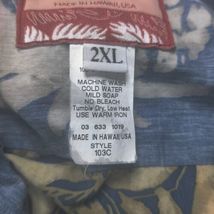 MADE IN HAWAII, USA
2XL
MACHINE WASH
COLD WATER
MILD SOAP
NO BLEACH
Tumble Dry, Low Heat
USE WARM IRON
03 633 1019
MADE IN HAWAII USA
STYLE
103C